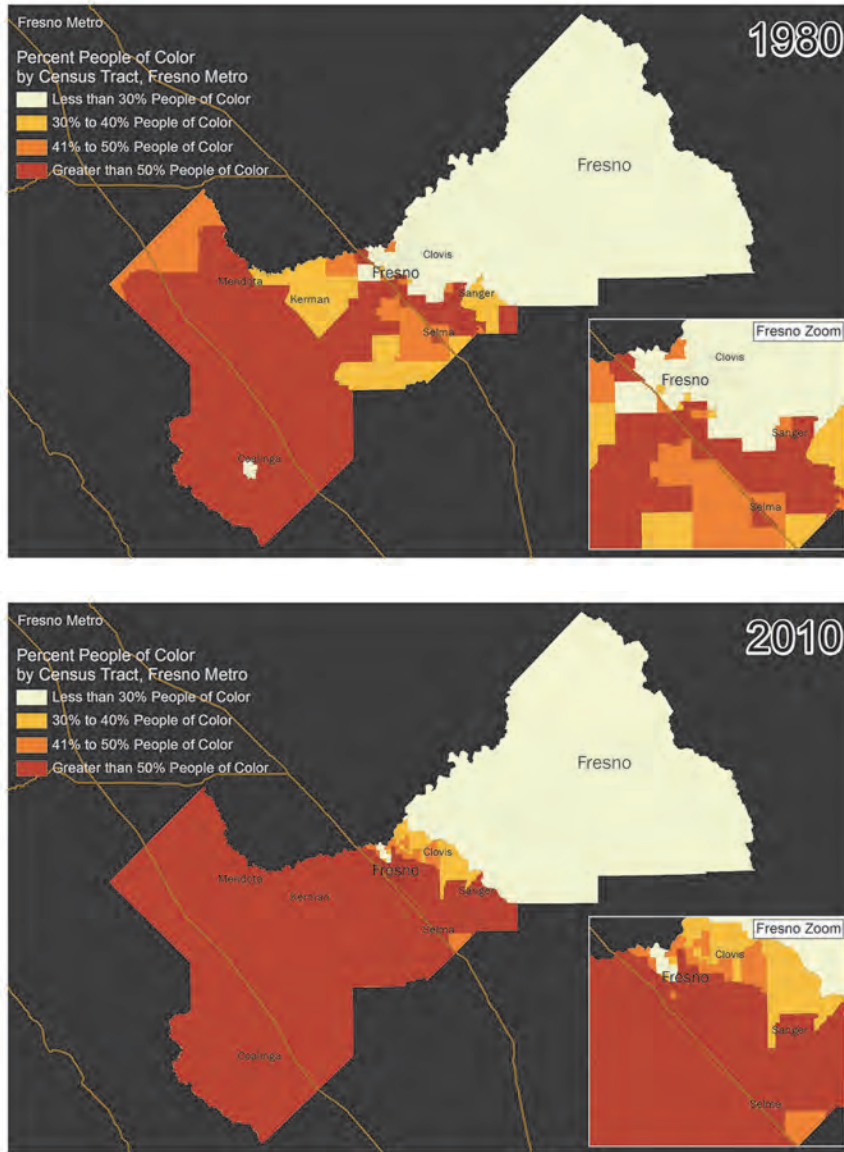 Fresno Metro
1980
Percent People of Color
by Census Tract, Fresno Metro
Less than 30% People of Color
30% to 40% People of Color
41% to 50% People of Color
Greater than 50% People of Color
Fresno
Clovis
Fresno
Mendota
Kerman
Sanger
Selma
Coalinga
Fresno Zoom
Clovis
Fresno
Sanger
Selma
Fresno Metro
2010
Percent People of Color
by Census Tract, Fresno Metro
Less than 30% People of Color
30% to 40% People of Color
41% to 50% People of Color
Greater than 50% People of Color
Fresno
Clovis
Fresno
Mendota
Kerman
Sanger
Selma
Coalinga
Fresno Zoom
Clovis
Fresno
Sanger
Selma